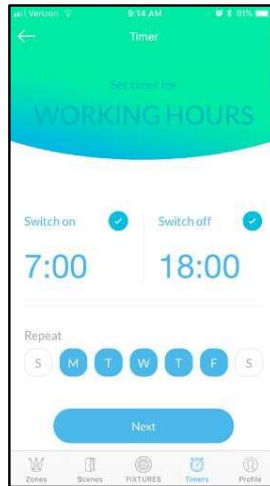 Verizon 9:14 AM 81%
Timer
Set timer for
WORKING HOURS
Switch on Switch off
7:00 18:00
Repeat
S M T W T F S
Next
Zones Scenes FIXTURES Timers Profile